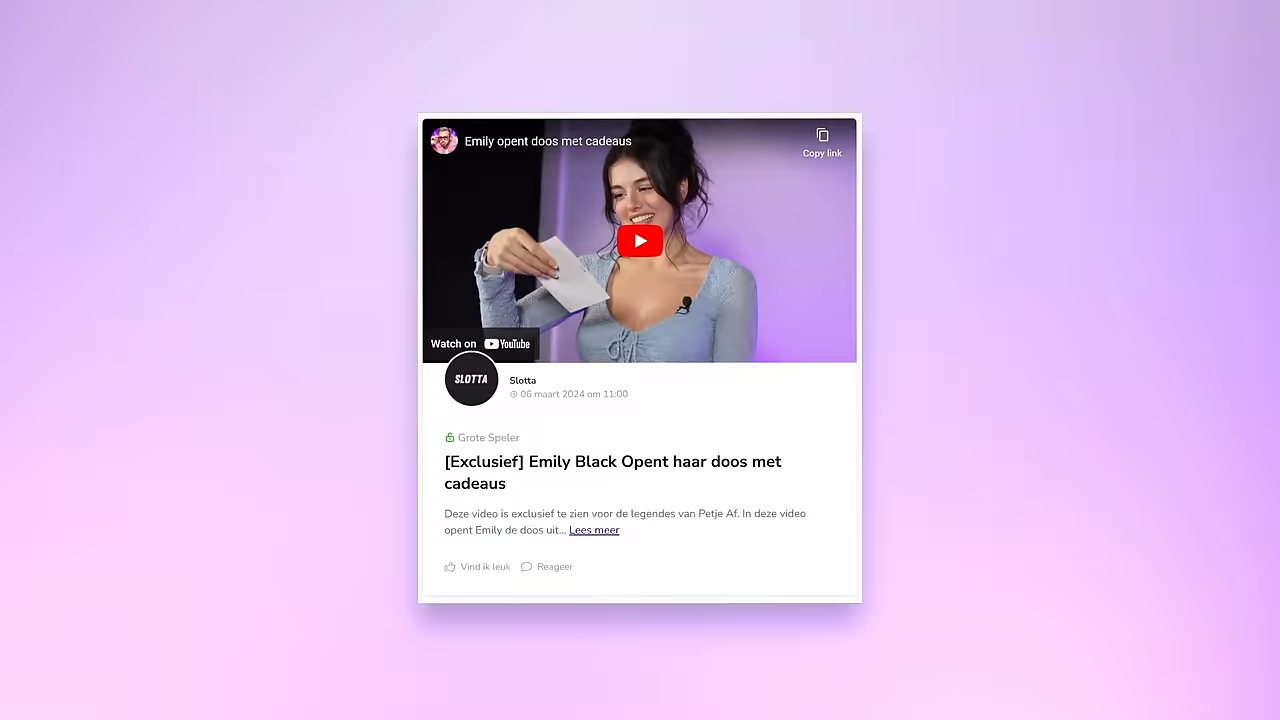 Emily opent doos met cadeaus
Copy link
Watch on YouTube
SLOTTA
Slotta
06 maart 2024 om 11:00
Grote Speler
[Exclusief] Emily Black Opent haar doos met
cadeaus
Deze video is exclusief te zien voor de legendes van Petje Af. In deze video
opent Emily de doos uit... Lees meer
Vind ik leuk Reageer